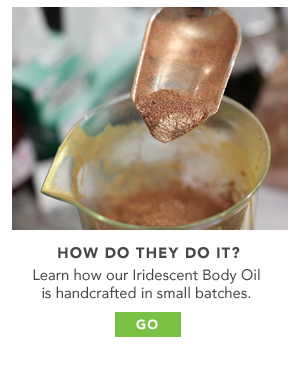 HOW DO THEY DO IT?
Learn how our Iridescent Body Oil
is handcrafted in small batches.
GO